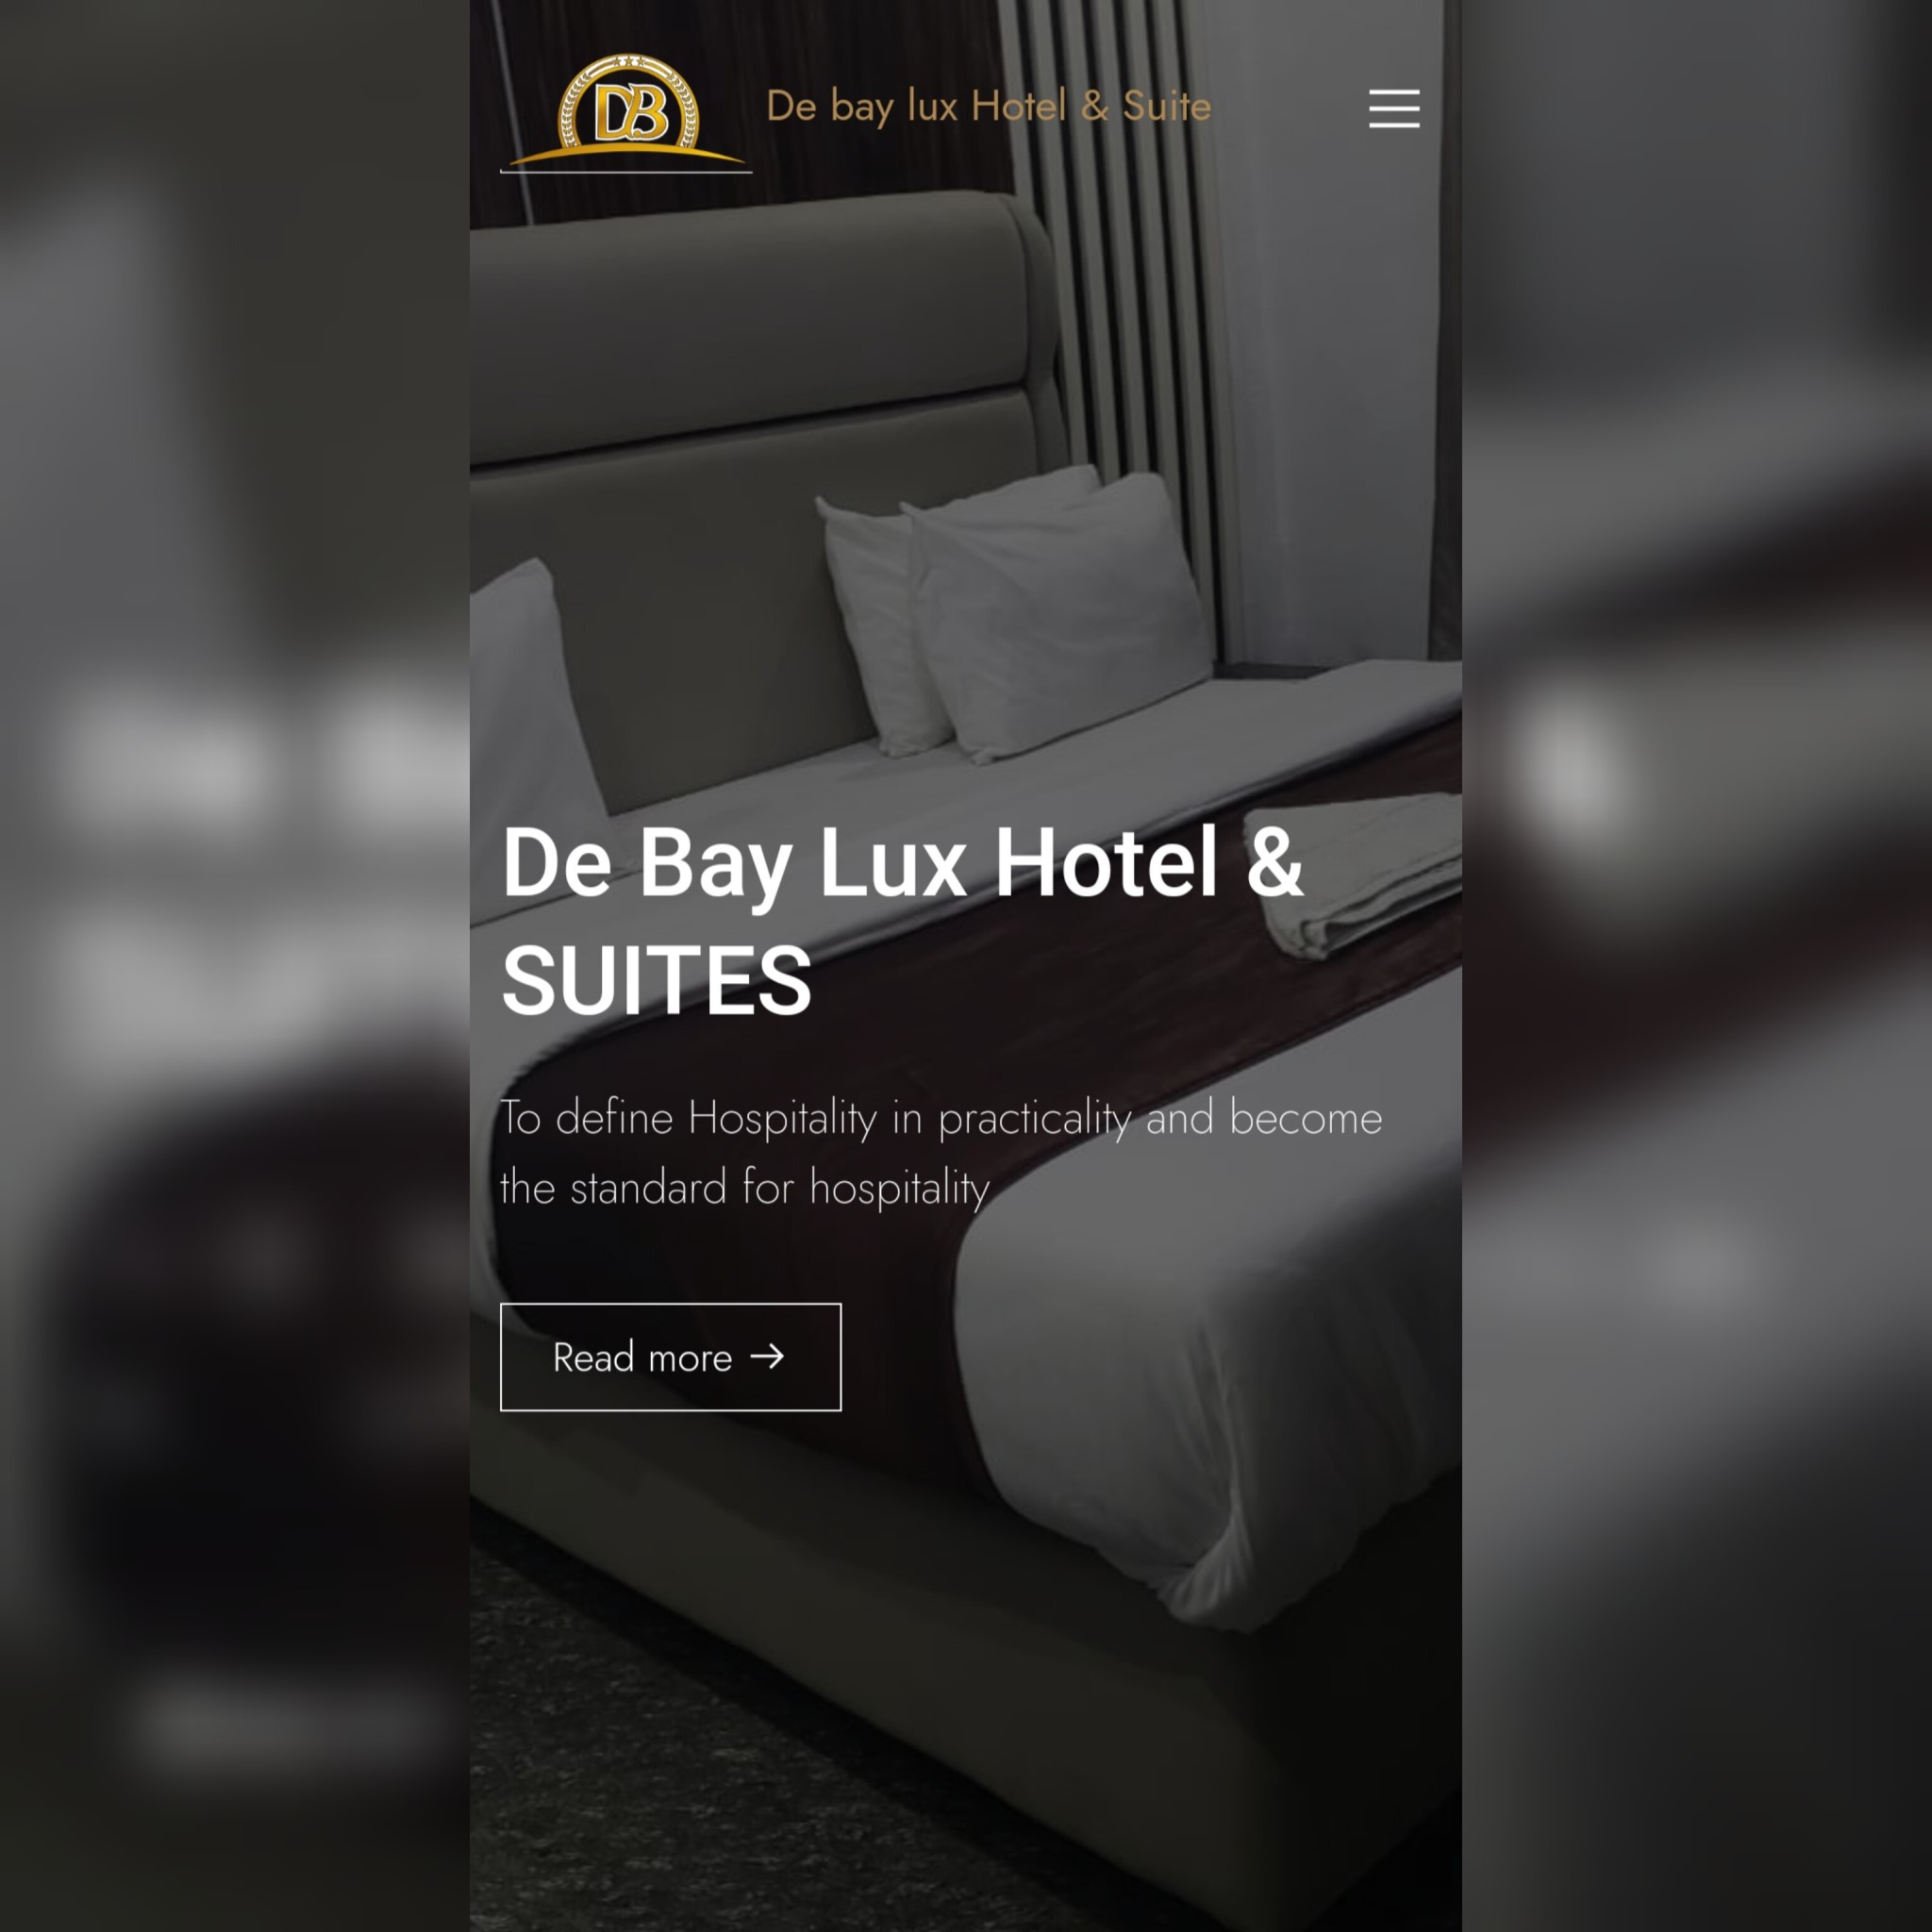 DB
De bay lux Hotel & Suite
De Bay Lux Hotel &
SUITES
To define Hospitality in practicality and become
the standard for hospitality
Read more →